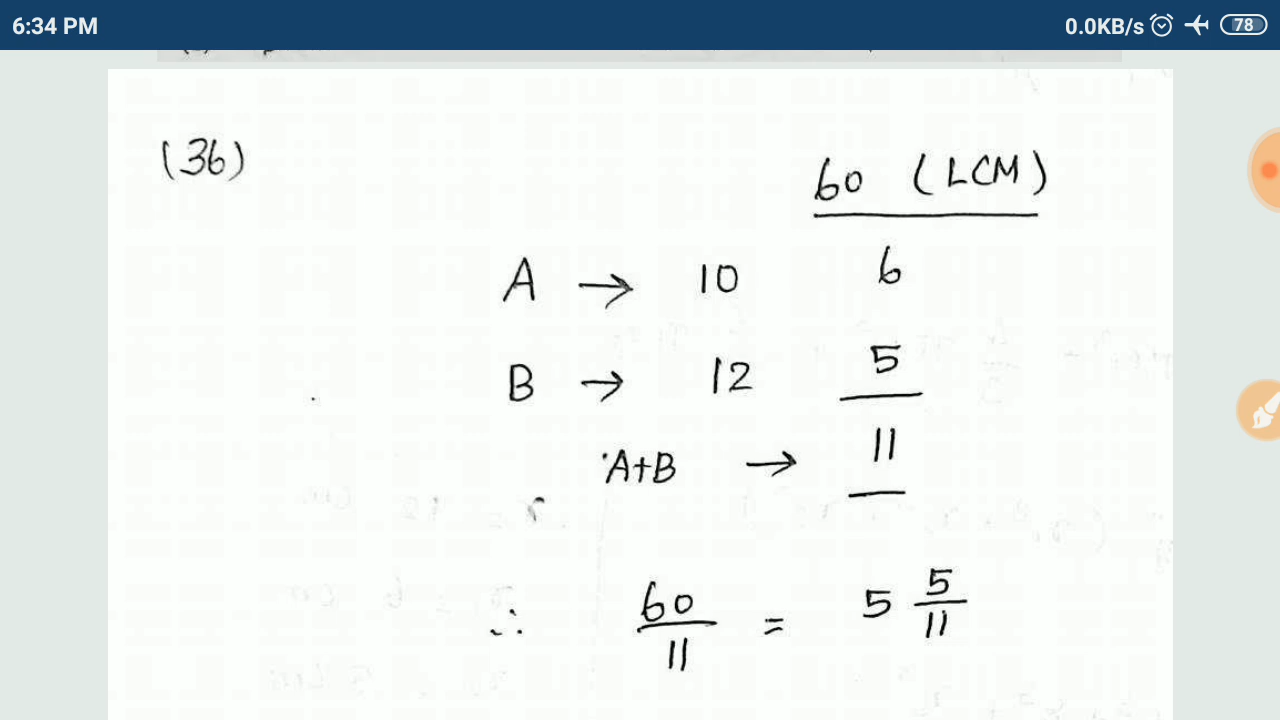 6:34 PM 0.0KB/s 78
(36)
60 (LCM)
A → 10 6
B → 12 5
A+B → 11
∴ 60/11 = 5 5/11